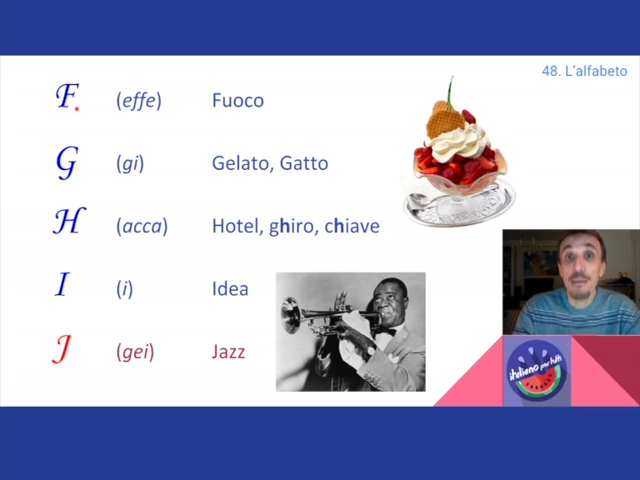 48. L'alfabeto
F. (effe) Fuoco
G (gi) Gelato, Gatto
H (acca) Hotel, ghiro, chiave
I (i) Idea
J (gei) Jazz
italiano per tutti